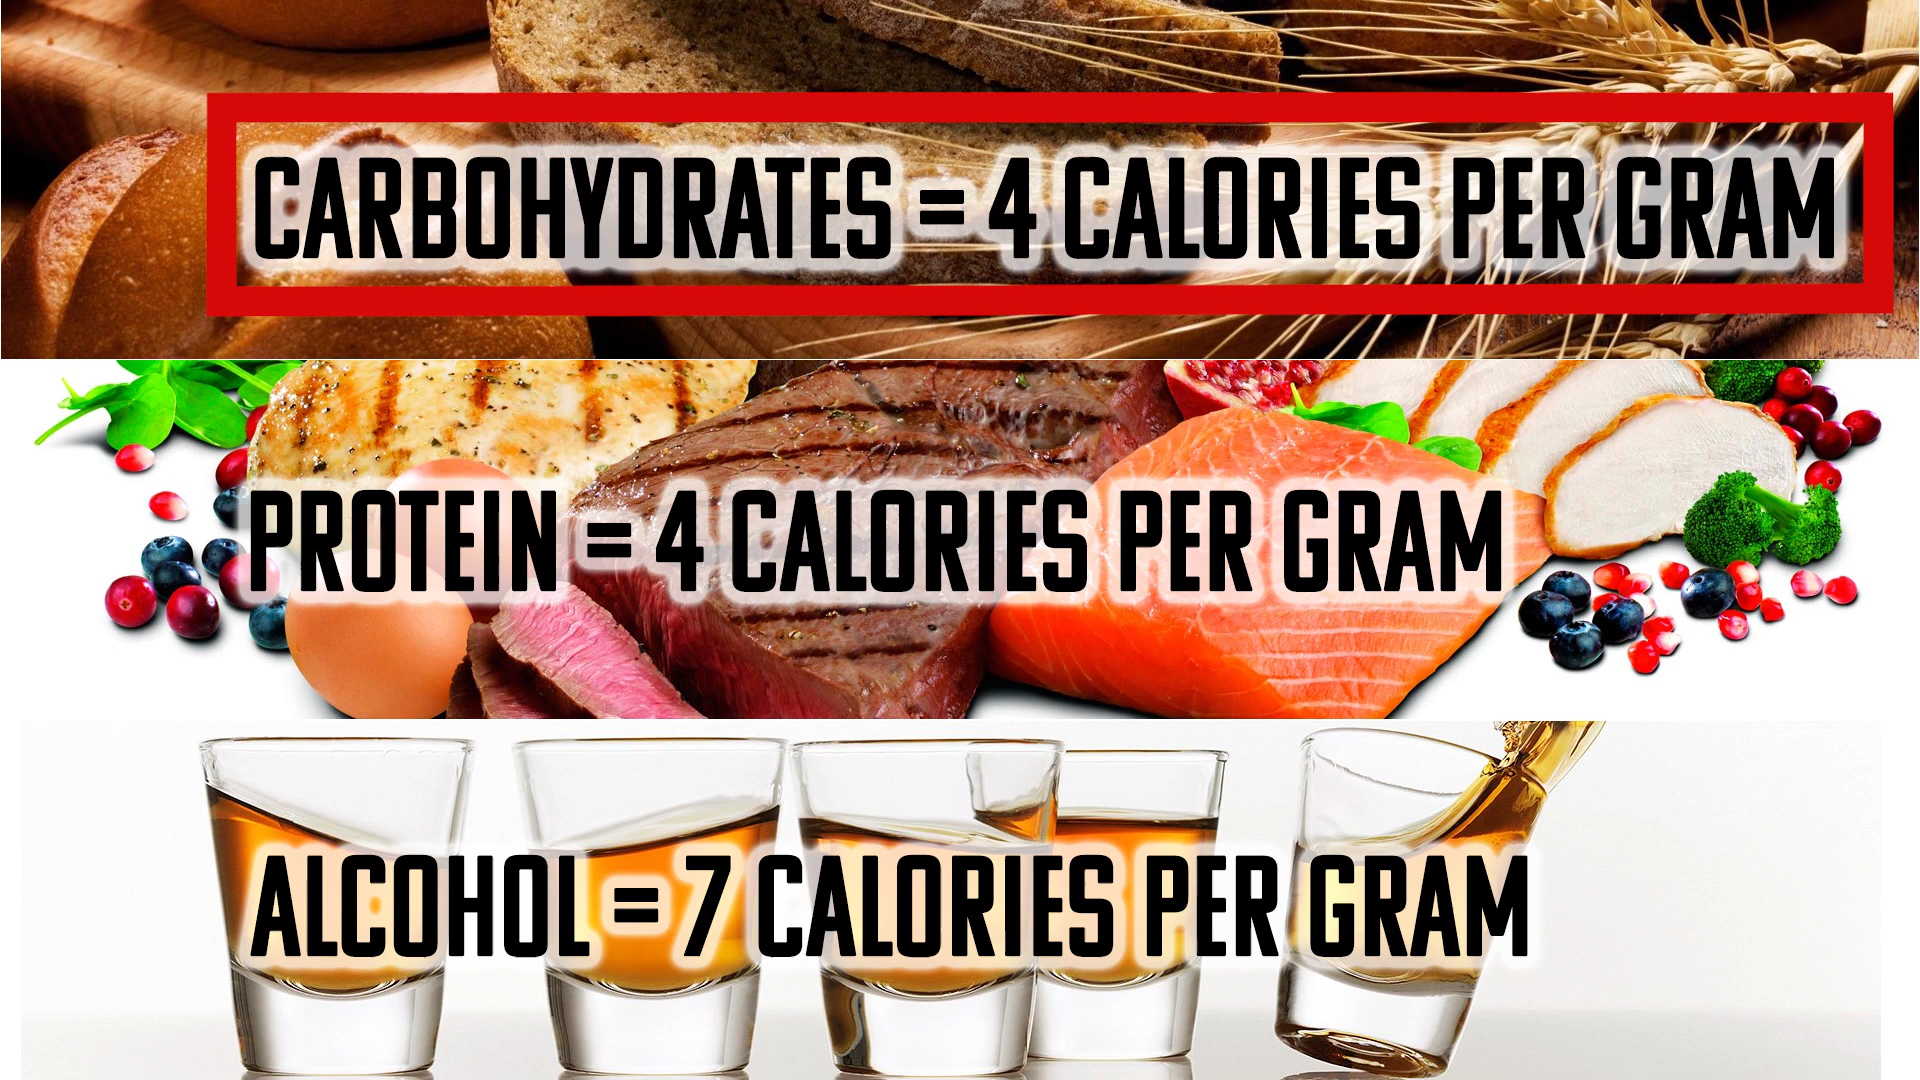 CARBOHYDRATES = 4 CALORIES PER GRAM
PROTEIN = 4 CALORIES PER GRAM
ALCOHOL = 7 CALORIES PER GRAM